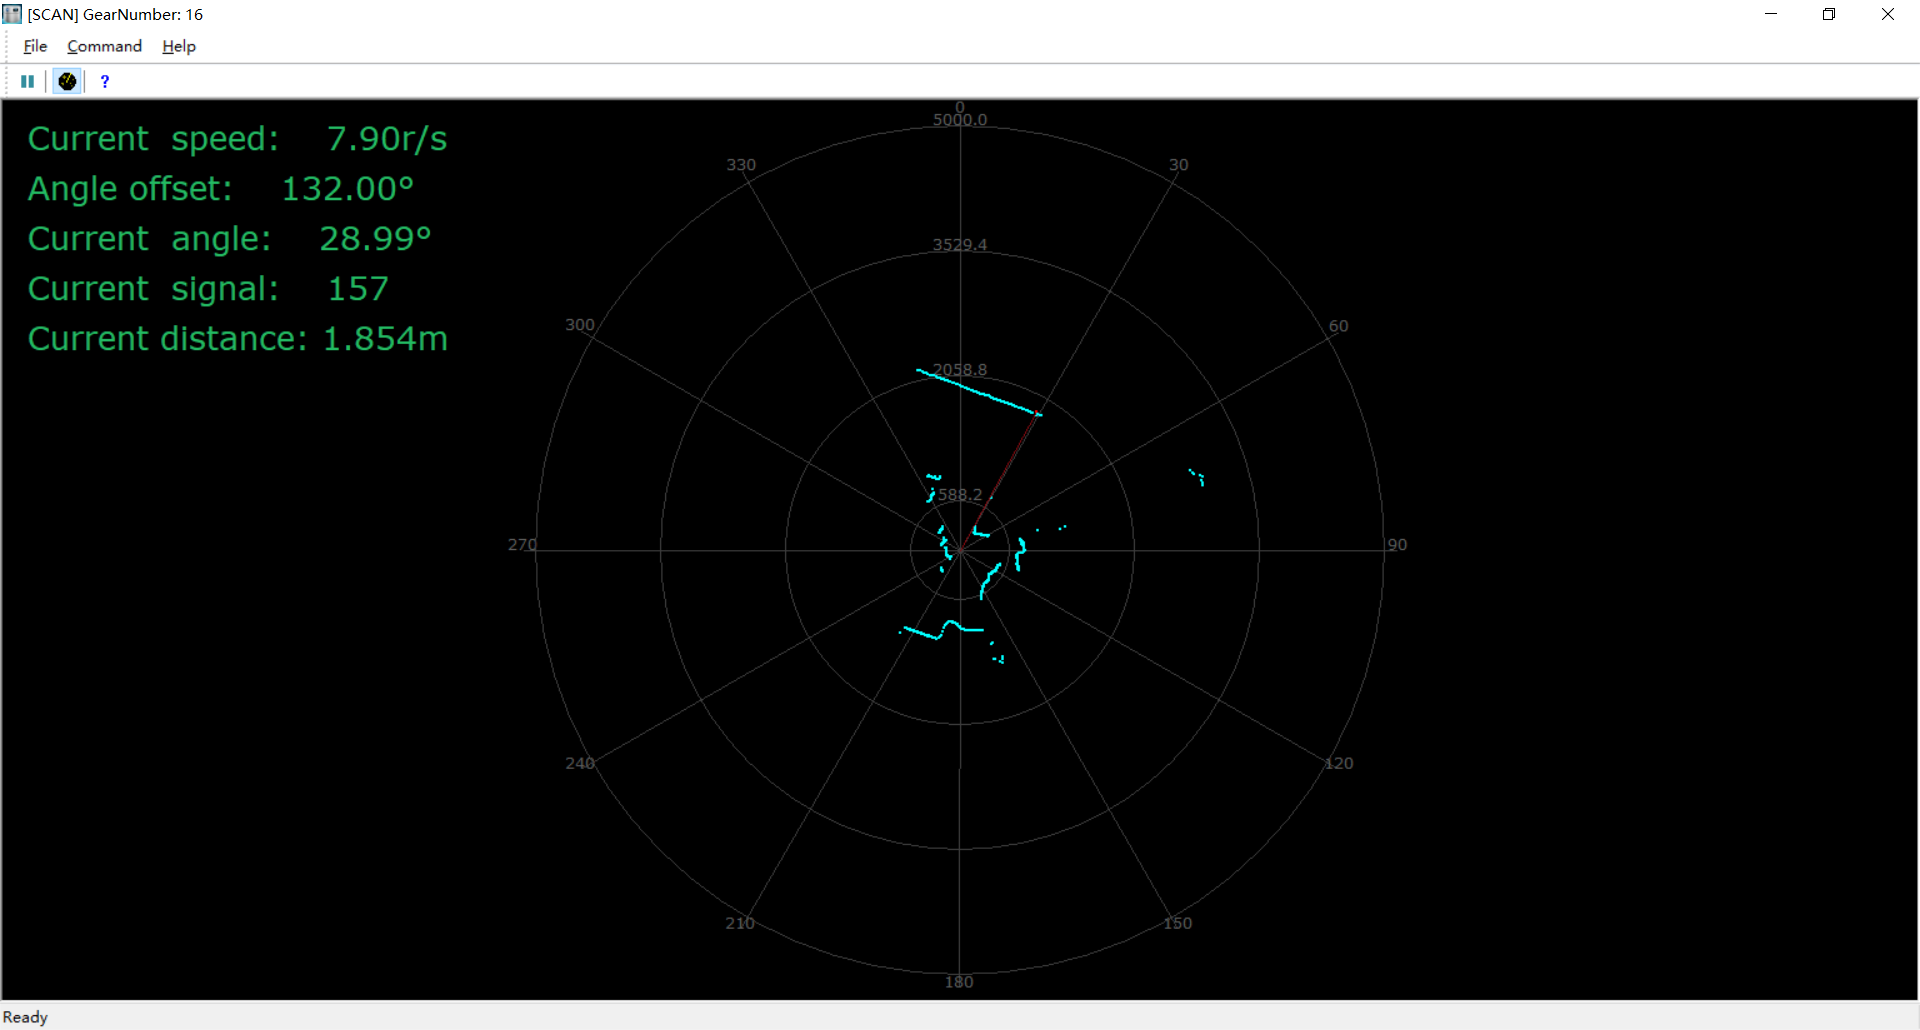 [SCAN] GearNumber: 16
File Command Help
?
Current speed: 7.90r/s
Angle offset: 132.00°
Current angle: 28.99°
Current signal: 157
Current distance: 1.854m
0
5000.0
330
30
3529.4
300
60
2058.8
588.2
270
90
240
120
210
150
180
Ready